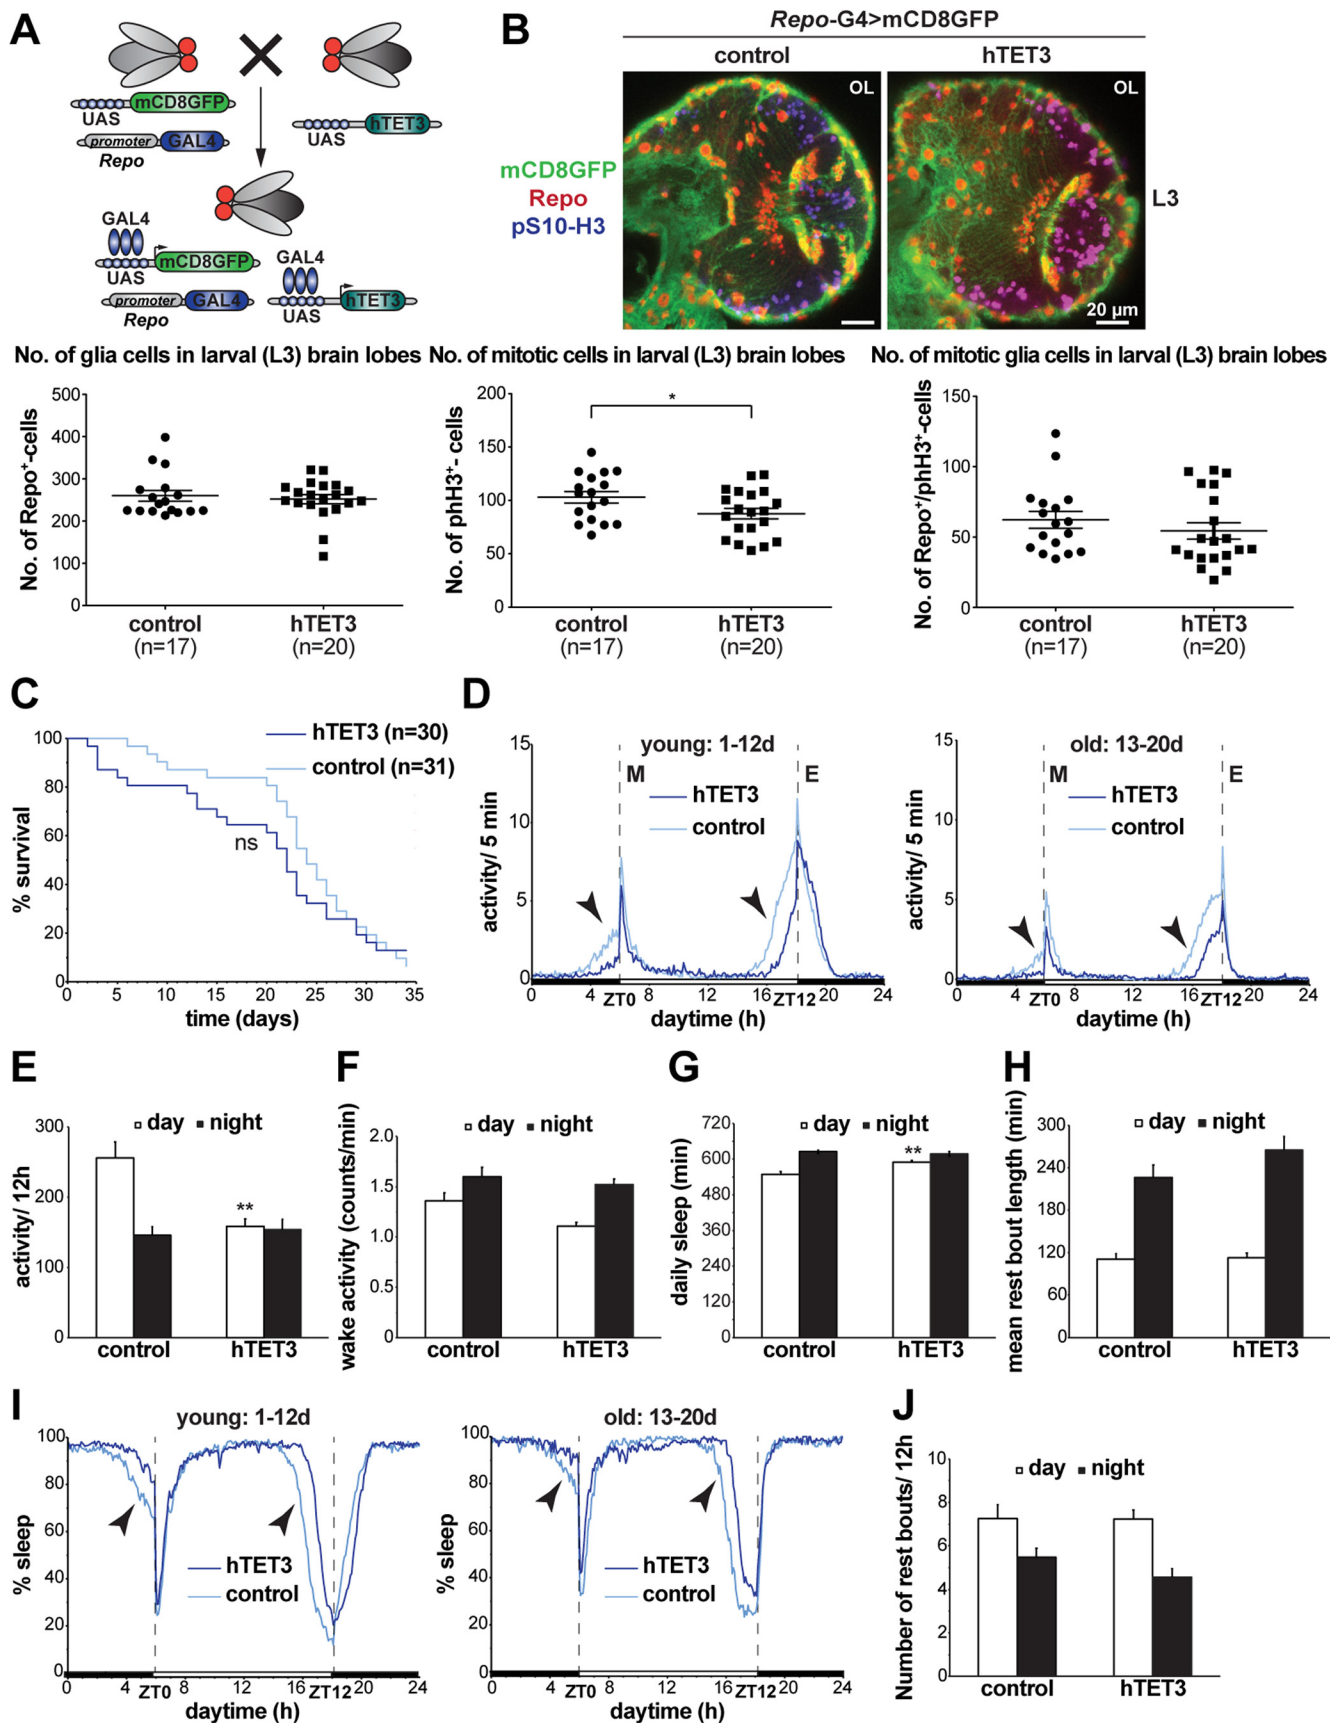 A
mCD8GFP
UAS
promoter
GAL4
Repo
hTET3
UAS
GAL4
mCD8GFP
UAS
promoter
GAL4
Repo
GAL4
hTET3
UAS
B
Repo-G4>mCD8GFP
control
hTET3
OL
OL
mCD8GFP
Repo
pS10-H3
L3
20 µm
No. of glia cells in larval (L3) brain lobes
No. of Repo⁺-cells
500
400
300
200
100
0
control
(n=17)
hTET3
(n=20)
No. of mitotic cells in larval (L3) brain lobes
No. of phH3⁺- cells
200
150
100
50
0
*
control
(n=17)
hTET3
(n=20)
No. of mitotic glia cells in larval (L3) brain lobes
No. of Repo⁺/phH3⁺-cells
150
100
50
0
control
(n=17)
hTET3
(n=20)
C
% survival
100
80
60
40
20
0
hTET3 (n=30)
control (n=31)
ns
0 5 10 15 20 25 30 35
time (days)
D
young: 1-12d
activity/ 5 min
15
10
5
0
M
E
hTET3
control
0 4 ZT0 8 12 16 ZT12 20 24
daytime (h)
old: 13-20d
activity/ 5 min
15
10
5
0
M
E
hTET3
control
0 4 ZT0 8 12 16 ZT12 20 24
daytime (h)
E
activity/ 12h
day night
300
200
100
0
**
control hTET3
F
wake activity (counts/min)
day night
2.0
1.5
1.0
0.5
0
control hTET3
G
daily sleep (min)
day night
720
600
480
360
240
120
0
**
control hTET3
H
mean rest bout length (min)
day night
300
240
180
120
60
0
control hTET3
I
young: 1-12d
% sleep
100
80
60
40
20
0
hTET3
control
0 4 ZT0 8 12 16 ZT12 20 24
daytime (h)
old: 13-20d
% sleep
100
80
60
40
20
0
hTET3
control
0 4 ZT0 8 12 16 ZT12 20 24
daytime (h)
J
Number of rest bouts/ 12h
day night
10
8
6
4
2
0
control hTET3